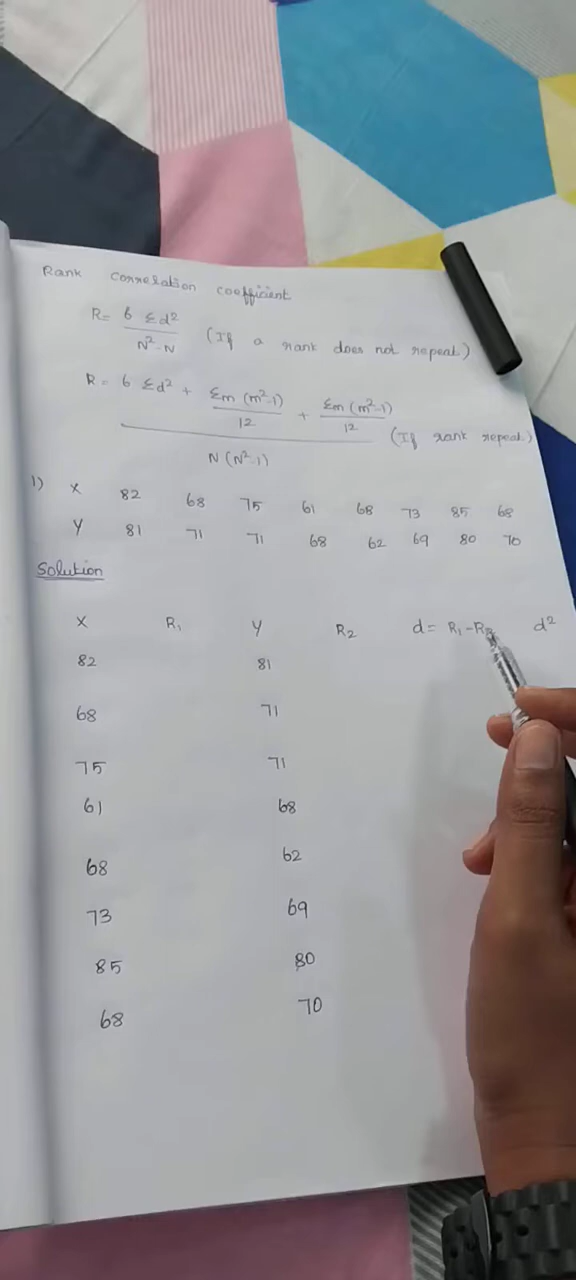 Rank Correlation coefficient
R= 6 Σd² / N²-N (If a rank does not repeat)
R= 6 Σd² + Σm(m²-1)/12 + Σm(m²-1)/12 / N(N²-1) (If rank repeat)
1) X 82 68 75 61 68 73 85 68
Y 81 71 71 68 62 69 80 70
Solution
X R₁ Y R₂ d= R₁-R₂ d²
82 81
68 71
75 71
61 68
68 62
73 69
85 80
68 70